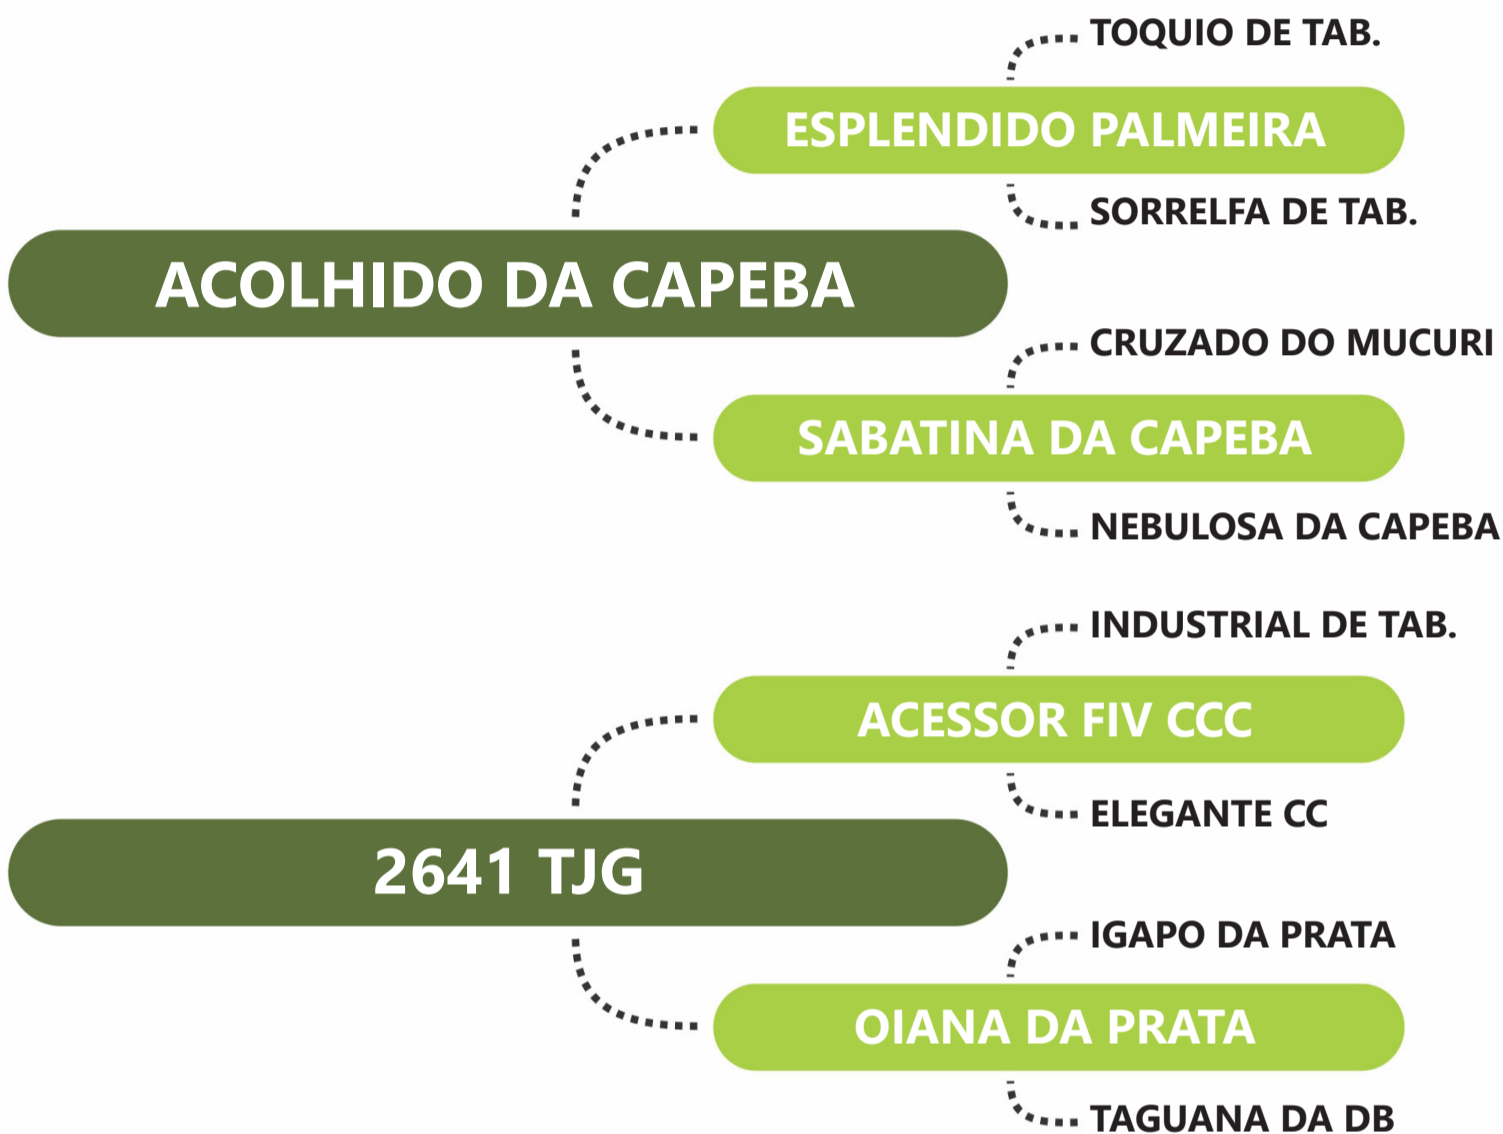 TOQUIO DE TAB.
ESPLENDIDO PALMEIRA
SORRELFA DE TAB.
ACOLHIDO DA CAPEBA
CRUZADO DO MUCURI
SABATINA DA CAPEBA
NEBULOSA DA CAPEBA
INDUSTRIAL DE TAB.
ACESSOR FIV CCC
ELEGANTE CC
2641 TJG
IGAPO DA PRATA
OIANA DA PRATA
TAGUANA DA DB